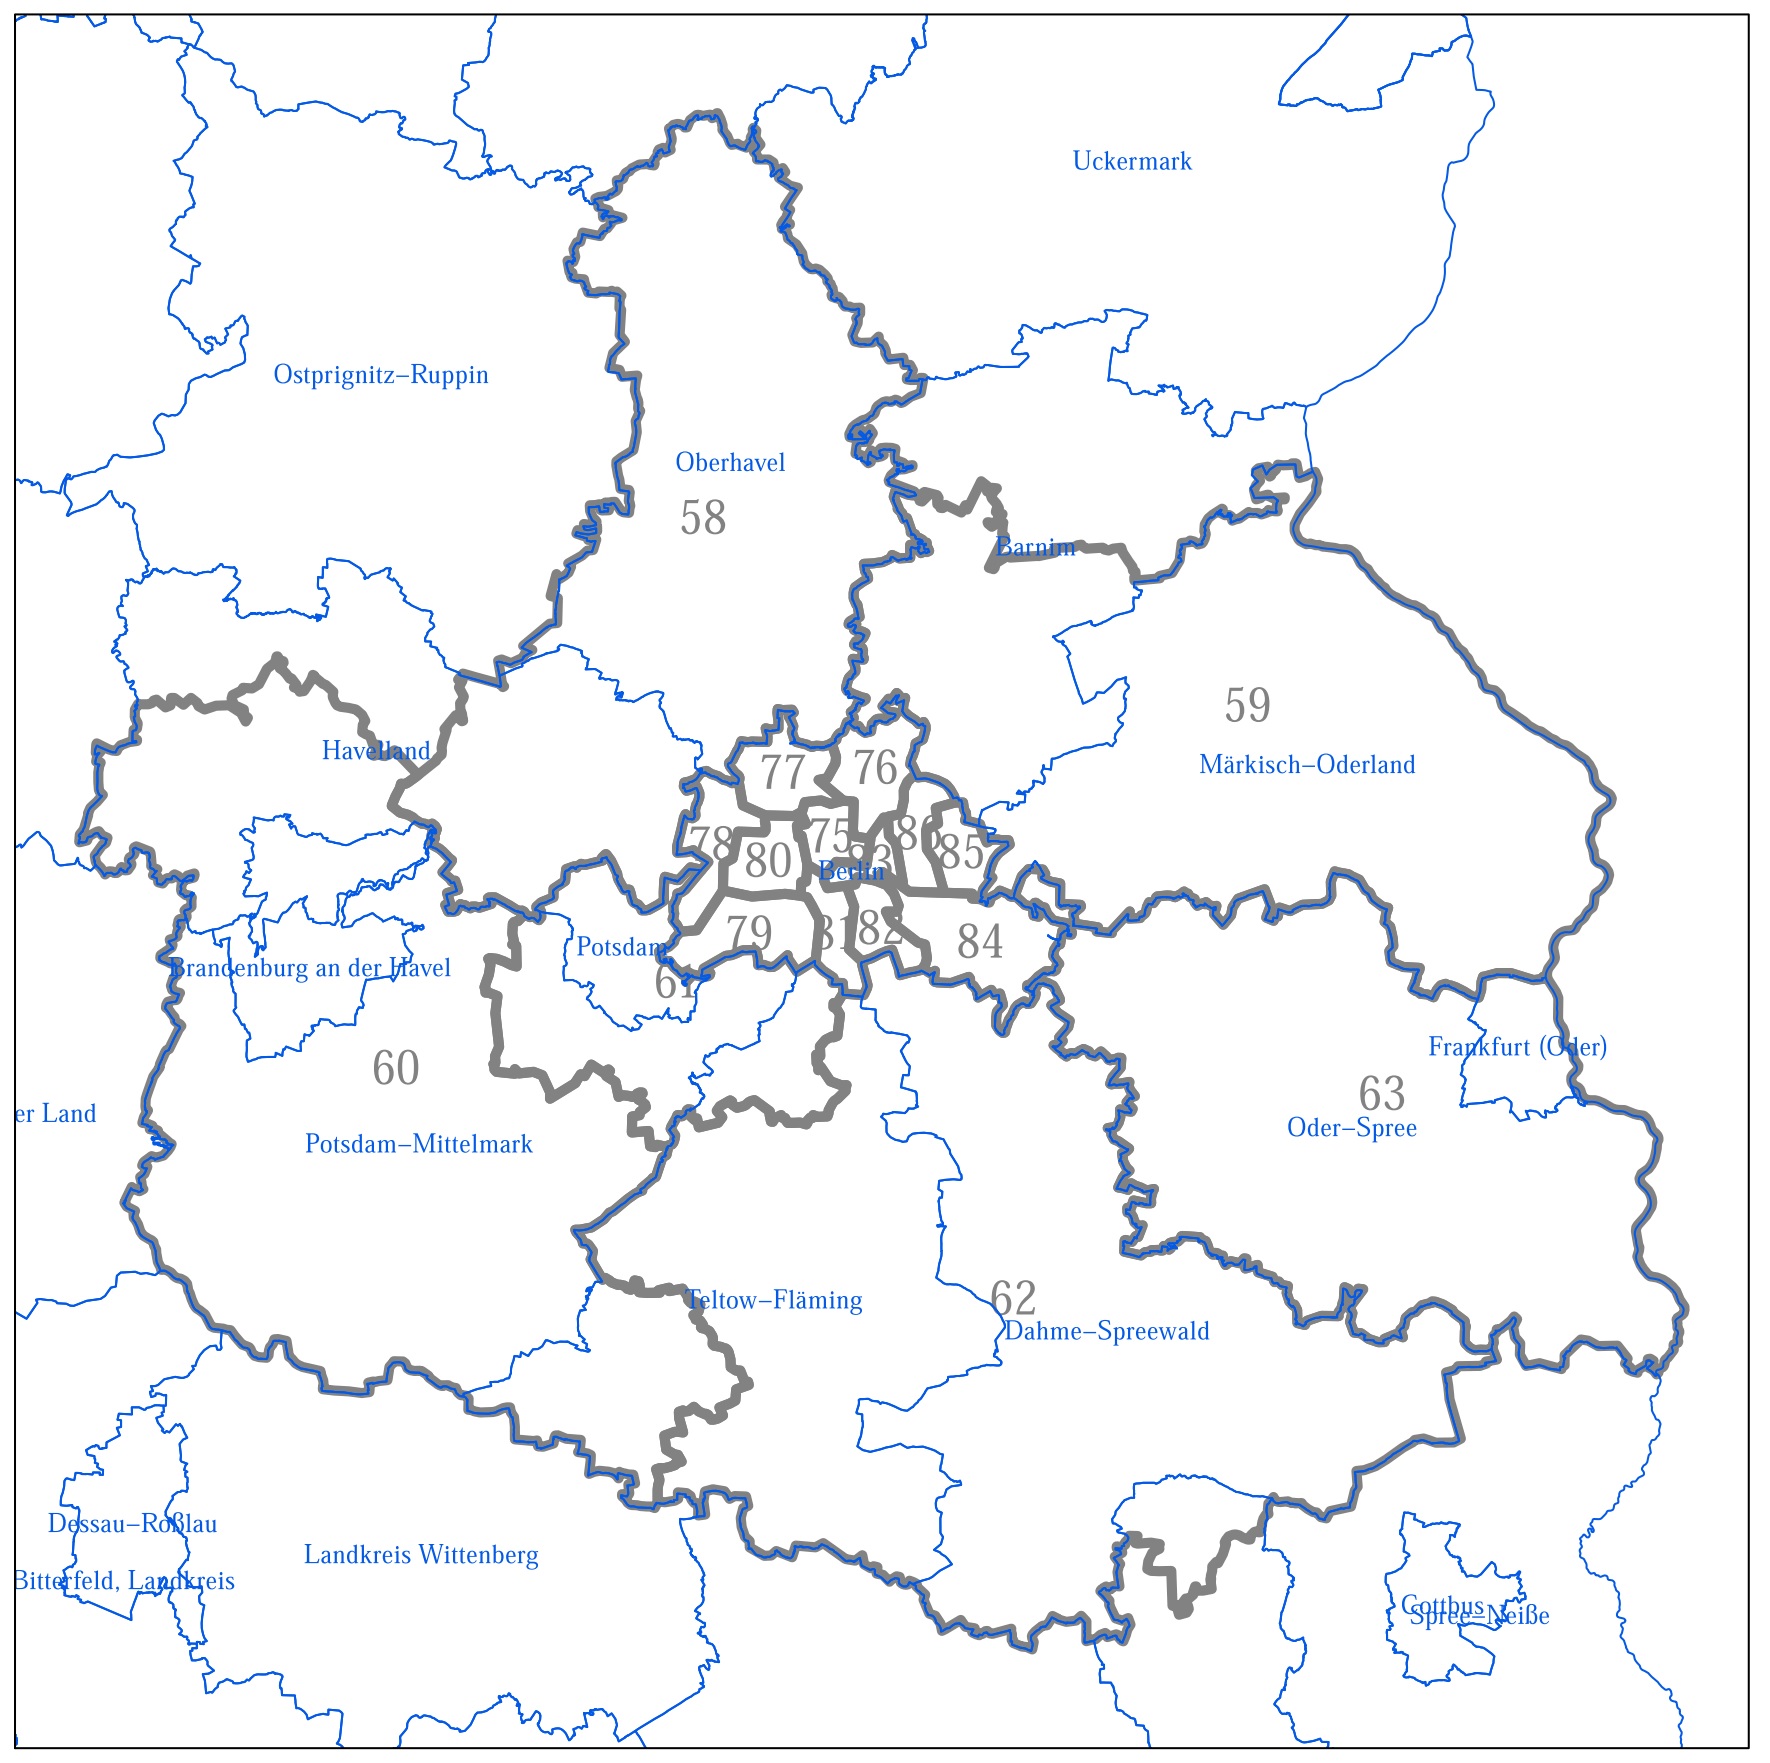 Uckermark
Ostprignitz–Ruppin
Oberhavel
58
Barnim
59
Havelland
Märkisch–Oderland
77
76
78
80
75
83
86
85
Berlin
79
81
82
84
Potsdam
61
Brandenburg an der Havel
60
Frankfurt (Oder)
63
er Land
Oder–Spree
Potsdam–Mittelmark
Teltow–Fläming
62
Dahme–Spreewald
Dessau–Roßlau
Landkreis Wittenberg
Bitterfeld, Landkreis
Cottbus
Spree–Neiße